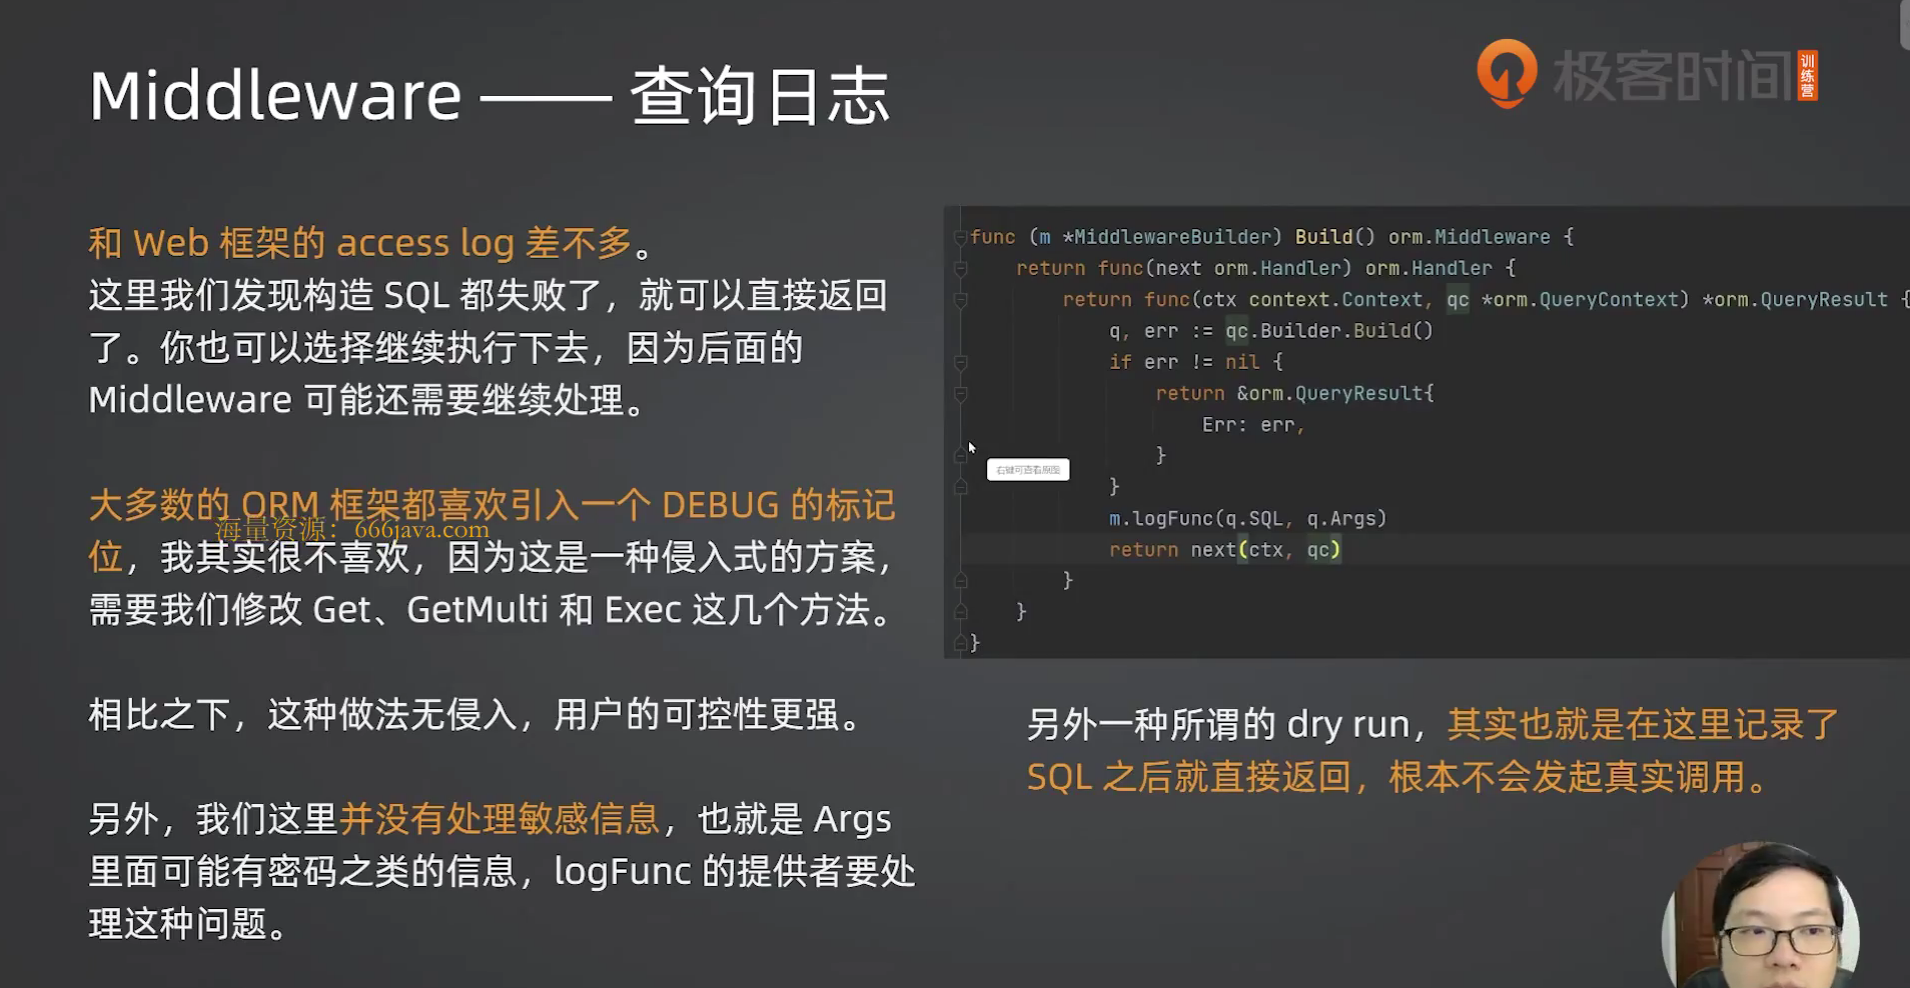 Middleware —— 查询日志
极客时间
训练营
和 Web 框架的 access log 差不多。
这里我们发现构造 SQL 都失败了，就可以直接返回
了。你也可以选择继续执行下去，因为后面的
Middleware 可能还需要继续处理。
大多数的 ORM 框架都喜欢引入一个 DEBUG 的标记
海量资源：666java.com
位，我其实很不喜欢，因为这是一种侵入式的方案，
需要我们修改 Get、GetMulti 和 Exec 这几个方法。
相比之下，这种做法无侵入，用户的可控性更强。
另外，我们这里并没有处理敏感信息，也就是 Args
里面可能有密码之类的信息，logFunc 的提供者要处
理这种问题。
func (m *MiddlewareBuilder) Build() orm.Middleware {
return func(next orm.Handler) orm.Handler {
return func(ctx context.Context, qc *orm.QueryContext) *orm.QueryResult {
q, err := qc.Builder.Build()
if err != nil {
return &orm.QueryResult{
Err: err,
}
}
m.logFunc(q.SQL, q.Args)
return next(ctx, qc)
}
}
}
右键可查看原图
另外一种所谓的 dry run，其实也就是在这里记录了
SQL 之后就直接返回，根本不会发起真实调用。